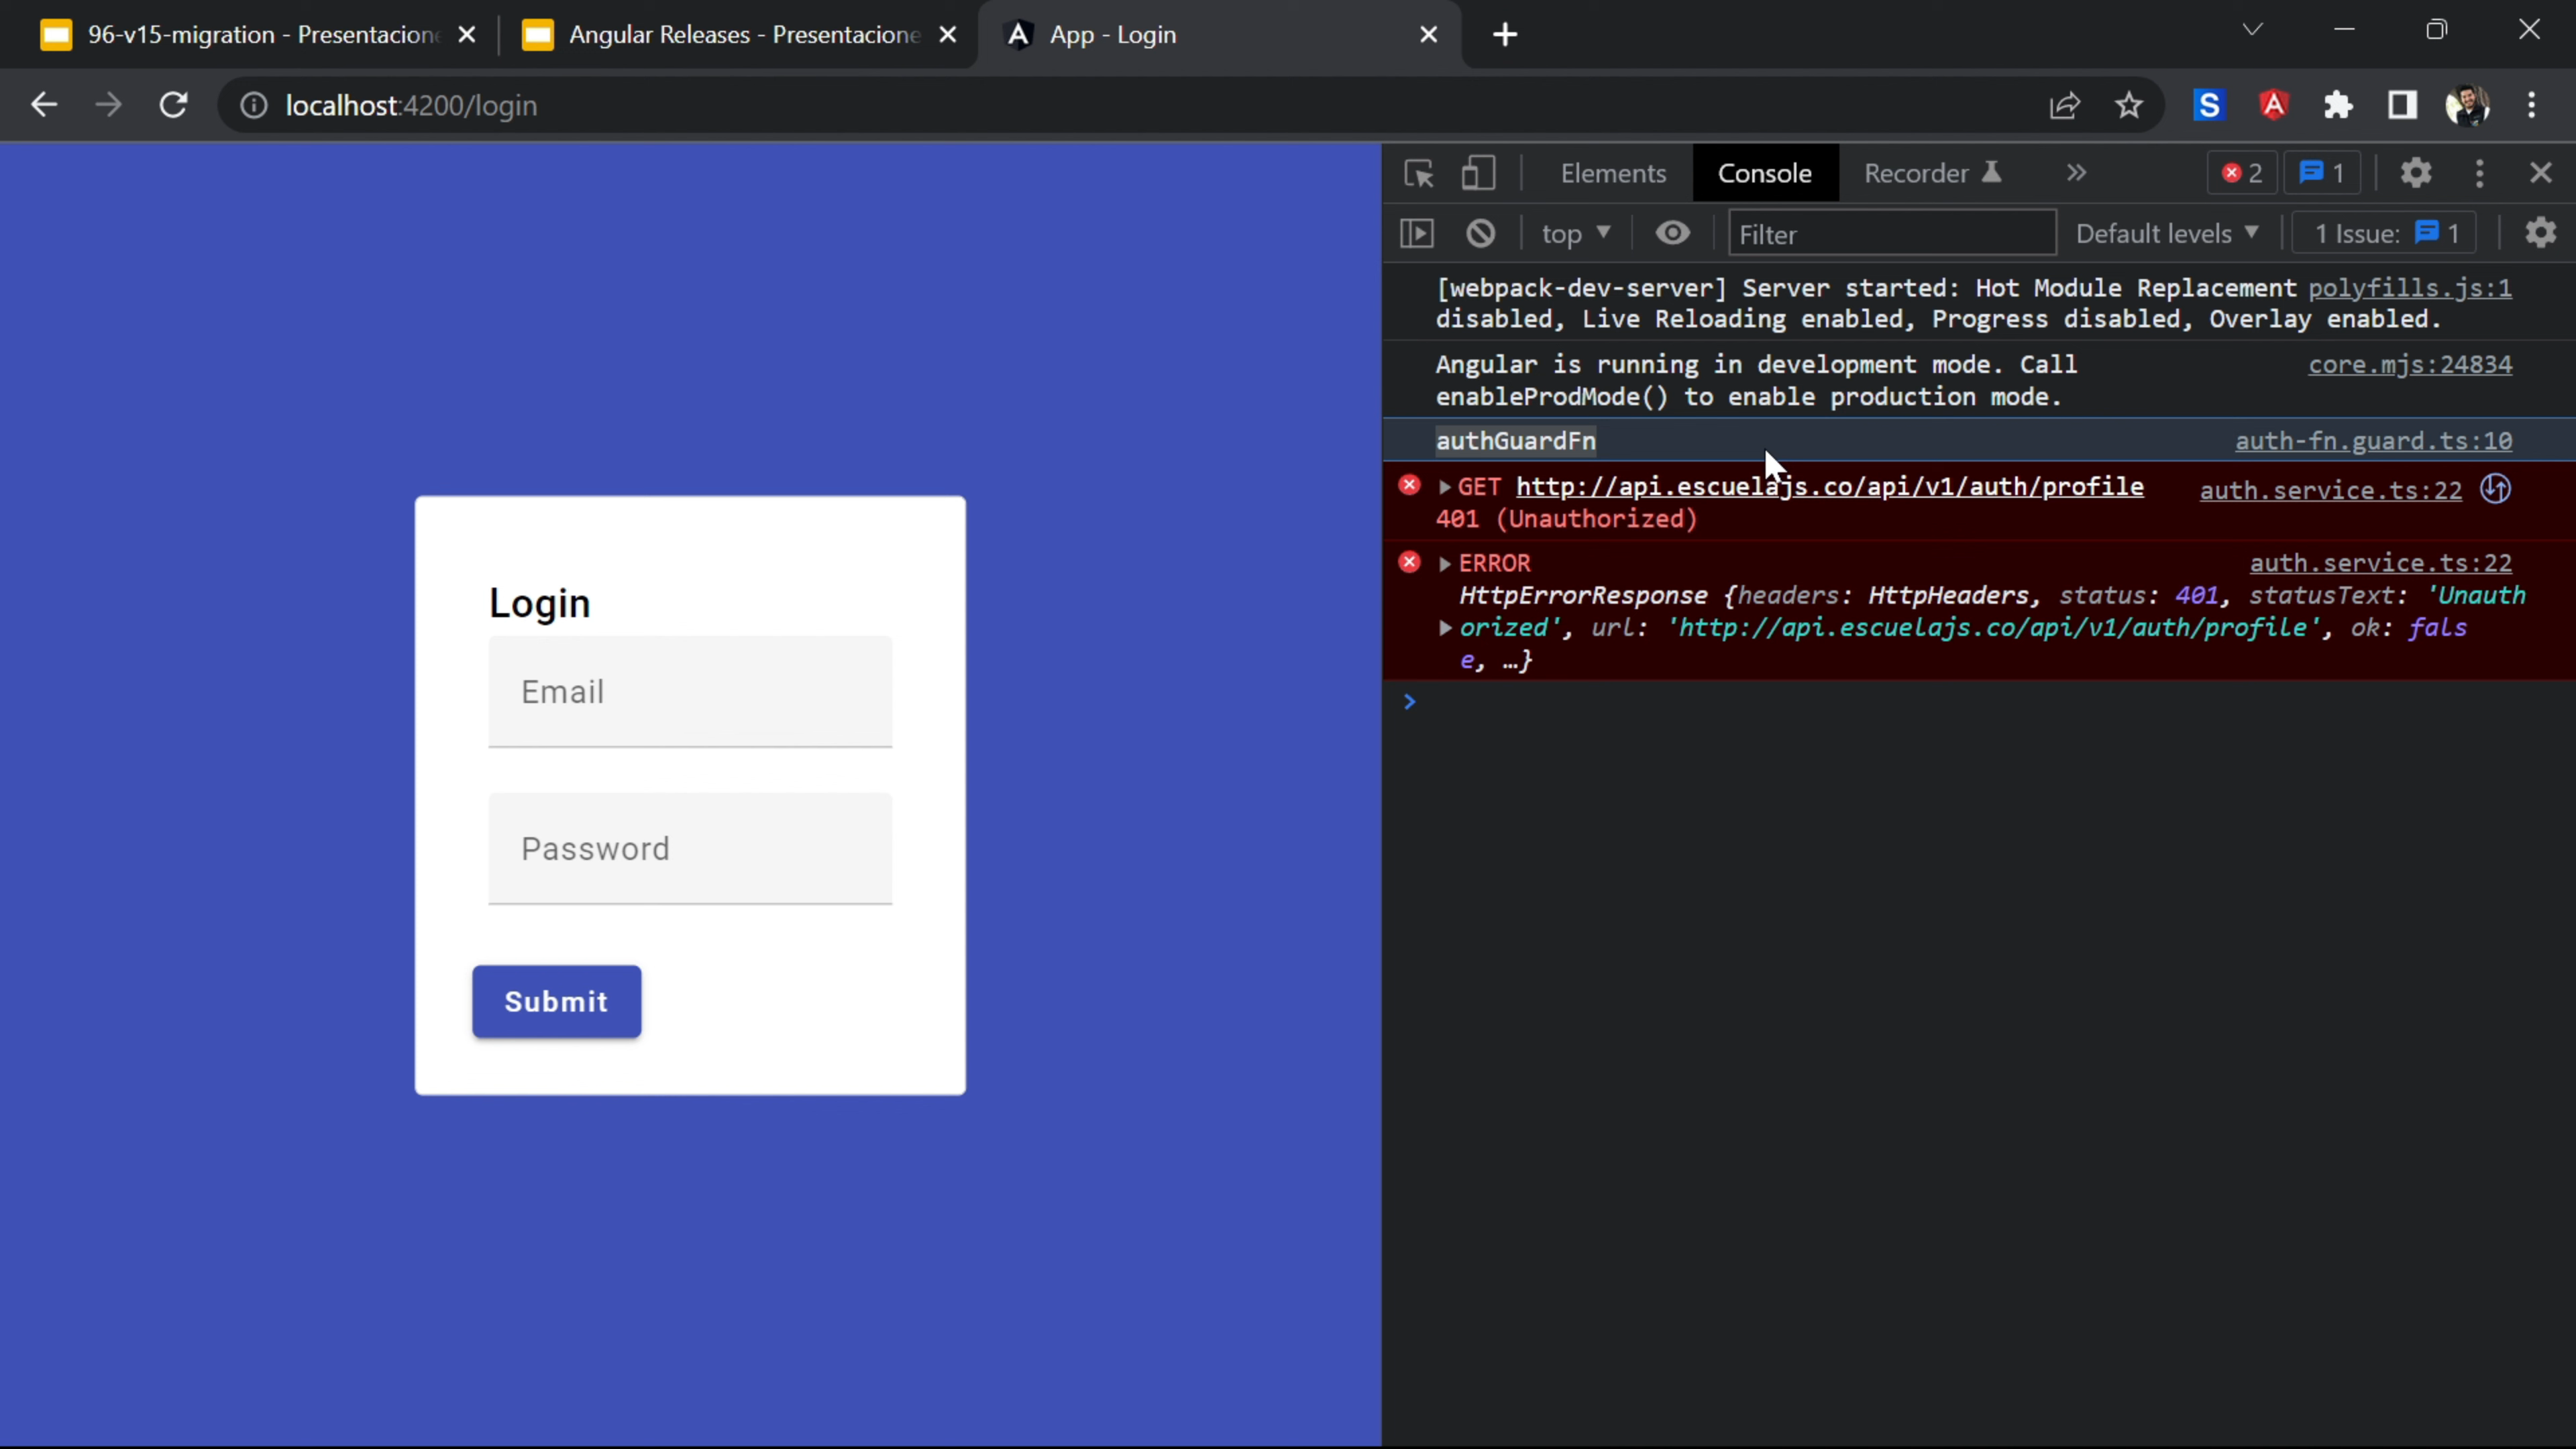 96-v15-migration - Presentacione
Angular Releases - Presentacione
App - Login
localhost:4200/login
Elements
Console
Recorder
2
1
top
Filter
Default levels
1 Issue:
1
[webpack-dev-server] Server started: Hot Module Replacement polyfills.js:1
disabled, Live Reloading enabled, Progress disabled, Overlay enabled.
Angular is running in development mode. Call core.mjs:24834
enableProdMode() to enable production mode.
authGuardFn auth-fn.guard.ts:10
GET http://api.escuelajs.co/api/v1/auth/profile auth.service.ts:22
401 (Unauthorized)
ERROR auth.service.ts:22
HttpErrorResponse {headers: HttpHeaders, status: 401, statusText: 'Unauth
orized', url: 'http://api.escuelajs.co/api/v1/auth/profile', ok: fals
e, …}
Login
Email
Password
Submit